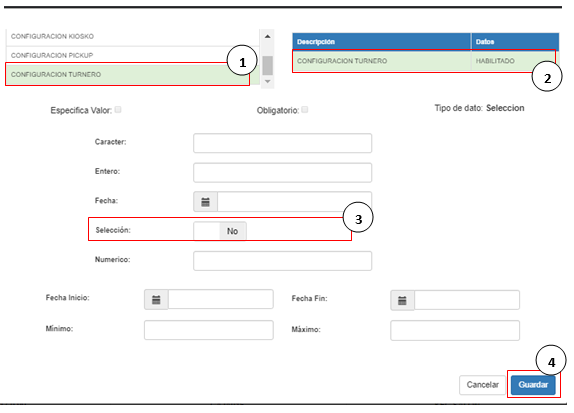 CONFIGURACION KIOSKO
CONFIGURACION PICKUP
CONFIGURACION TURNERO
1
Descripción Datos
CONFIGURACION TURNERO HABILITADO
2
Especifica Valor: Obligatorio: Tipo de dato: Seleccion
Caracter:
Entero:
Fecha:
3
Selección: No
Numerico:
Fecha Inicio: Fecha Fin:
Mínimo: Máximo:
4
Cancelar Guardar